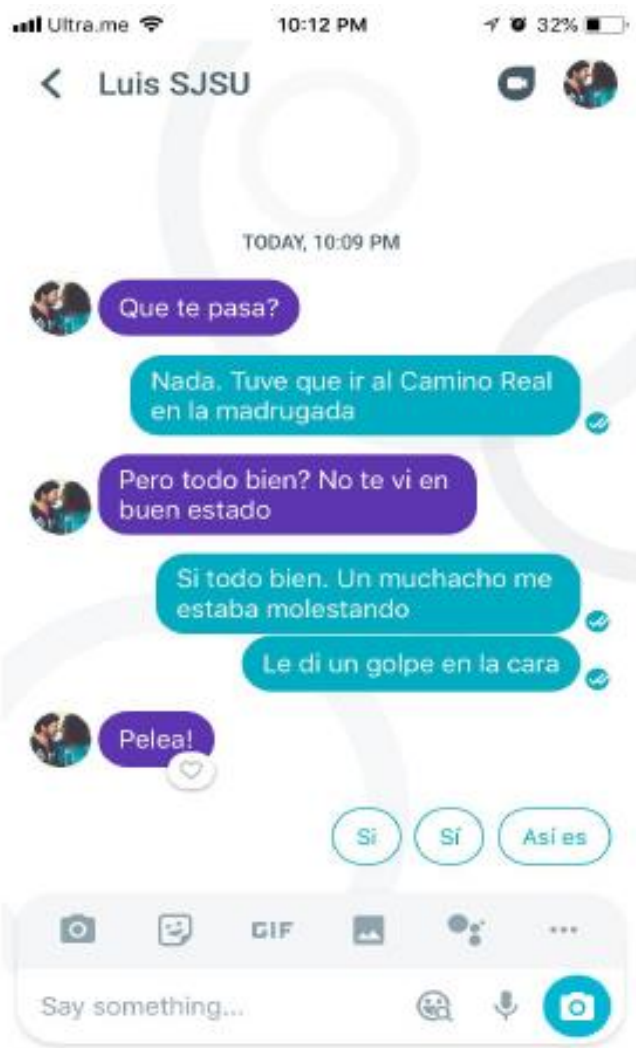 Ultra.me 10:12 PM 32%
Luis SJSU
TODAY, 10:09 PM
Que te pasa?
Nada. Tuve que ir al Camino Real
en la madrugada
Pero todo bien? No te vi en
buen estado
Si todo bien. Un muchacho me
estaba molestando
Le di un golpe en la cara
Pelea!
Si Sí Así es
GIF
Say something...